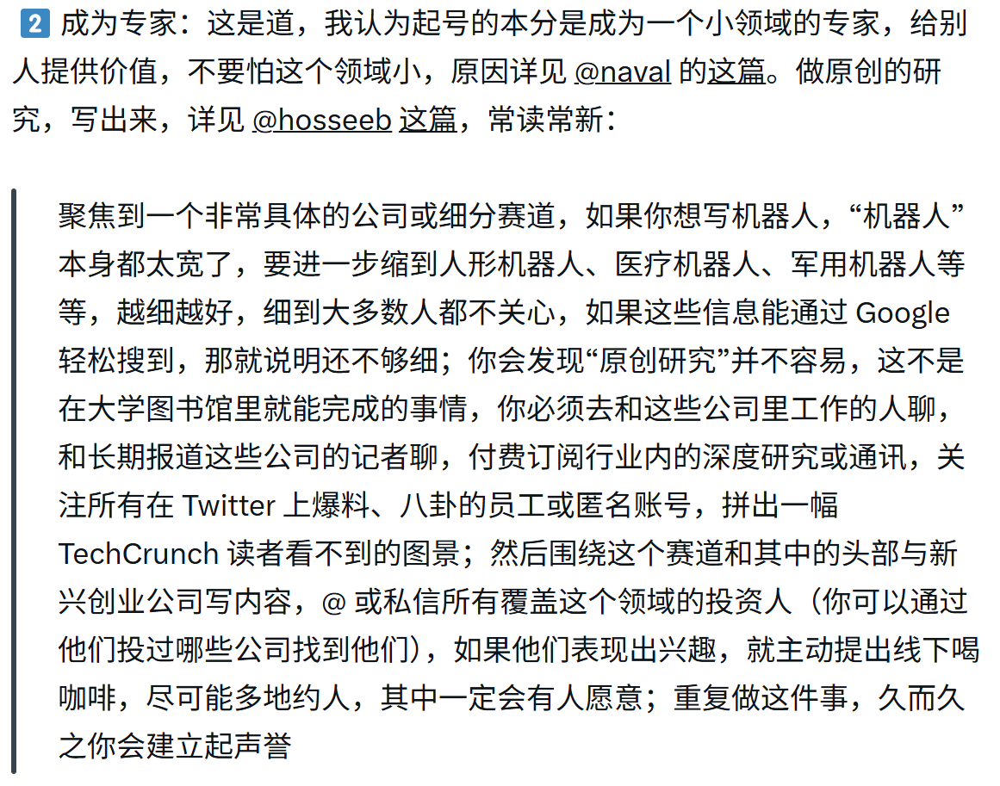 2️⃣ 成为专家：这是道，我认为起号的本分是成为一个小领域的专家，给别
人提供价值，不要怕这个领域小，原因详见 @naval 的这篇。做原创的研
究，写出来，详见 @hosseeb 这篇，常读常新：
聚焦到一个非常具体的公司或细分赛道，如果你想写机器人，“机器人”
本身都太宽了，要进一步缩到人形机器人、医疗机器人、军用机器人等
等，越细越好，细到大多数人都不关心，如果这些信息能通过 Google
轻松搜到，那就说明还不够细；你会发现“原创研究”并不容易，这不是
在大学图书馆里就能完成的事情，你必须去和这些公司里工作的人聊，
和长期报道这些公司的记者聊，付费订阅行业内的深度研究或通讯，关
注所有在 Twitter 上爆料、八卦的员工或匿名账号，拼出一幅
TechCrunch 读者看不到的图景；然后围绕这个赛道和其中的头部与新
兴创业公司写内容，@ 或私信所有覆盖这个领域的投资人（你可以通过
他们投过哪些公司找到他们），如果他们表现出兴趣，就主动提出线下喝
咖啡，尽可能多地约人，其中一定会有人愿意；重复做这件事，久而久
之你会建立起声誉